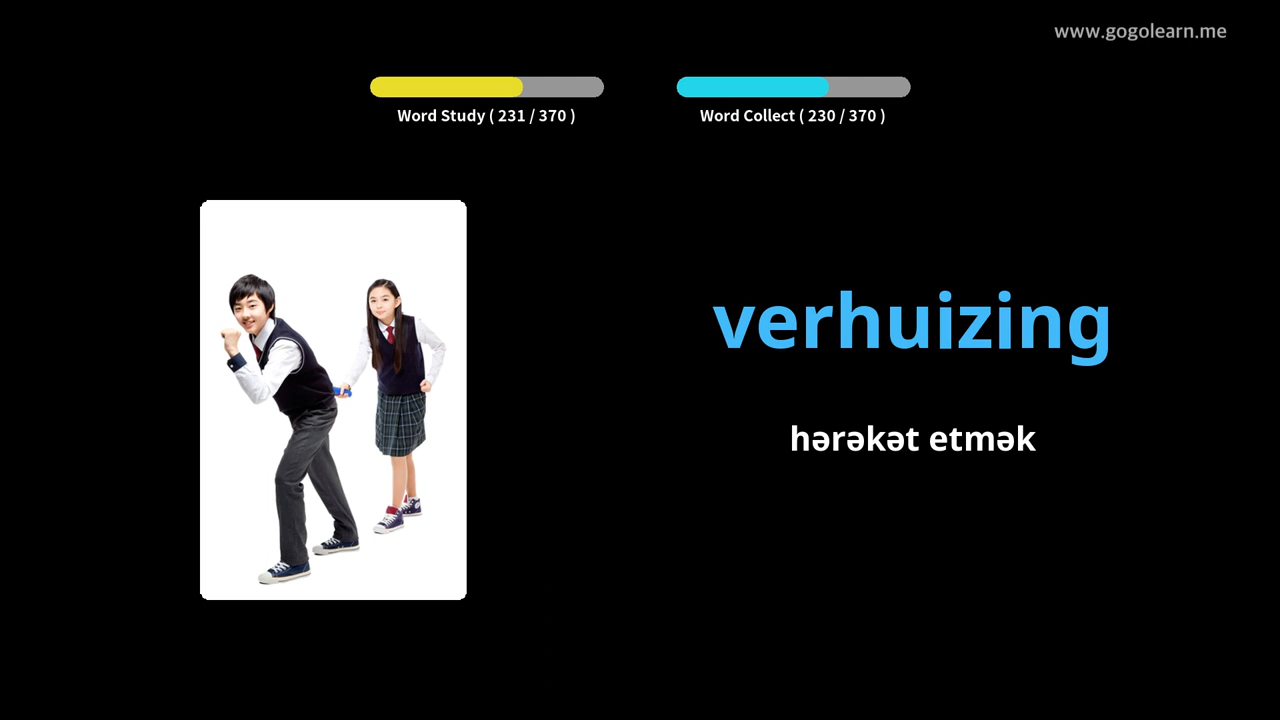 www.gogolearn.me
Word Study ( 231 / 370 )
Word Collect ( 230 / 370 )
verhuizing
hərəkət etmək